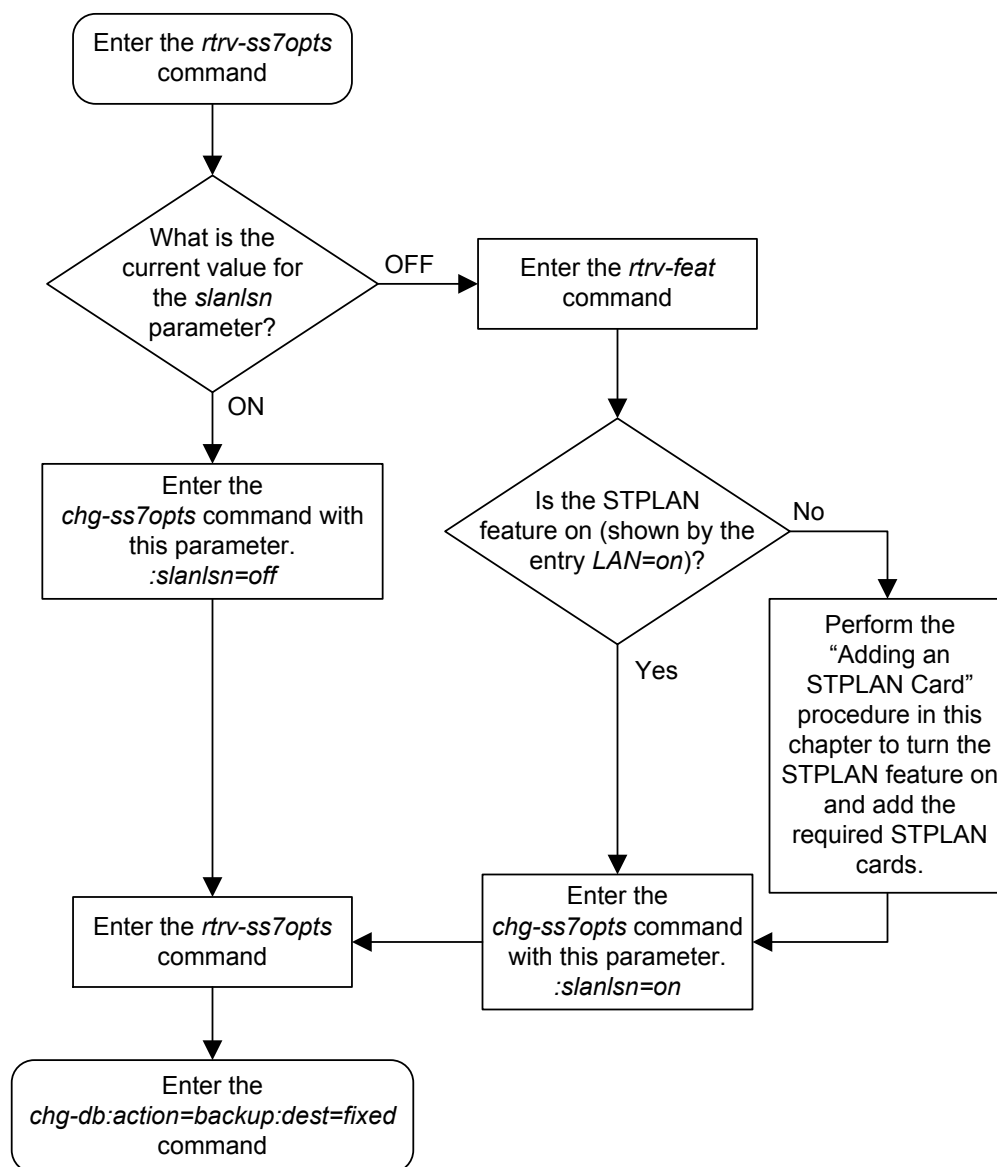 Enter the rtrv-ss7opts
command
What is the
current value for
the slanlsn
parameter?
OFF
Enter the rtrv-feat
command
ON
Enter the
chg-ss7opts command with
this parameter.
:slanlsn=off
Is the STPLAN
feature on (shown by the
entry LAN=on)?
No
Yes
Perform the
“Adding an
STPLAN Card”
procedure in this
chapter to turn the
STPLAN feature on
and add the
required STPLAN
cards.
Enter the
chg-ss7opts command
with this parameter.
:slanlsn=on
Enter the rtrv-ss7opts
command
Enter the
chg-db:action=backup:dest=fixed
command